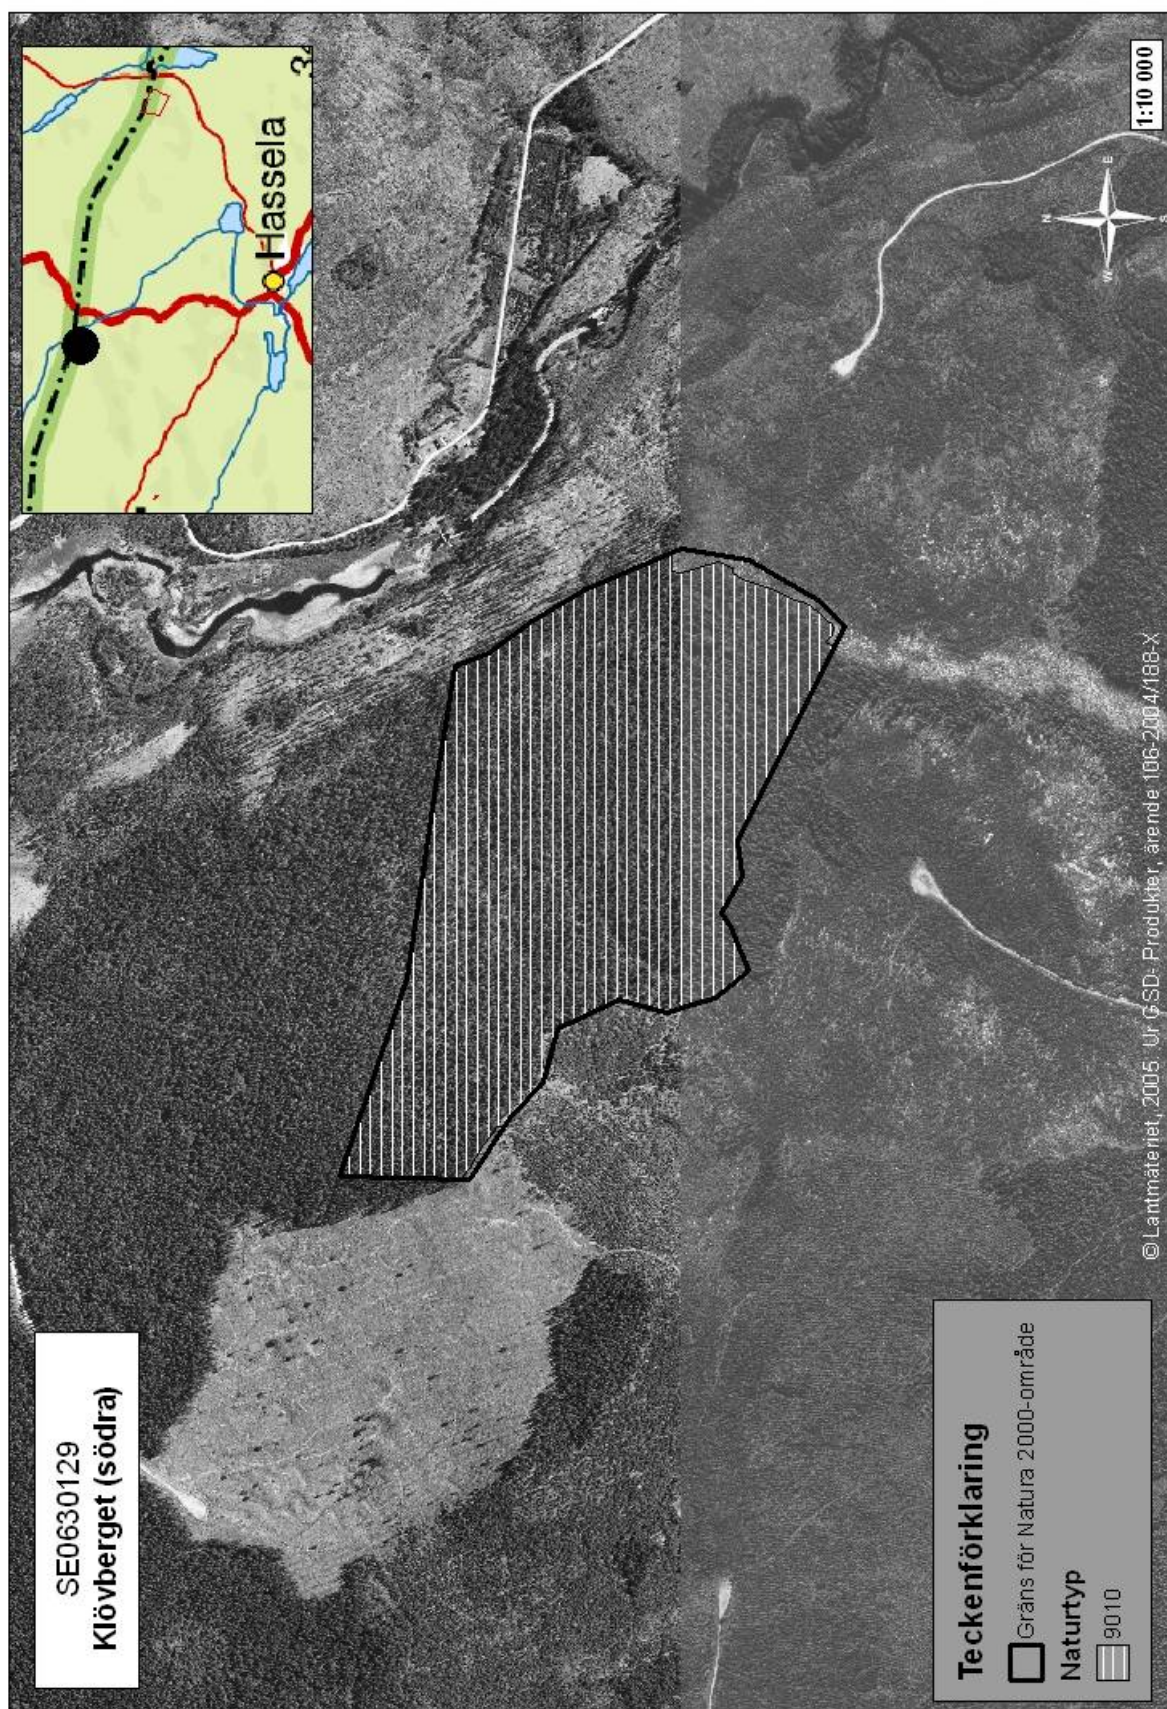 SE0630129
Klövberget (södra)
Hassela
34
Teckenförklaring
Gräns för Natura 2000-område
Naturtyp
9010
N
W
E
S
1:10 000
© Lantmäteriet, 2005. Ur GSD- Produkter, ärende 106-2004/188-X